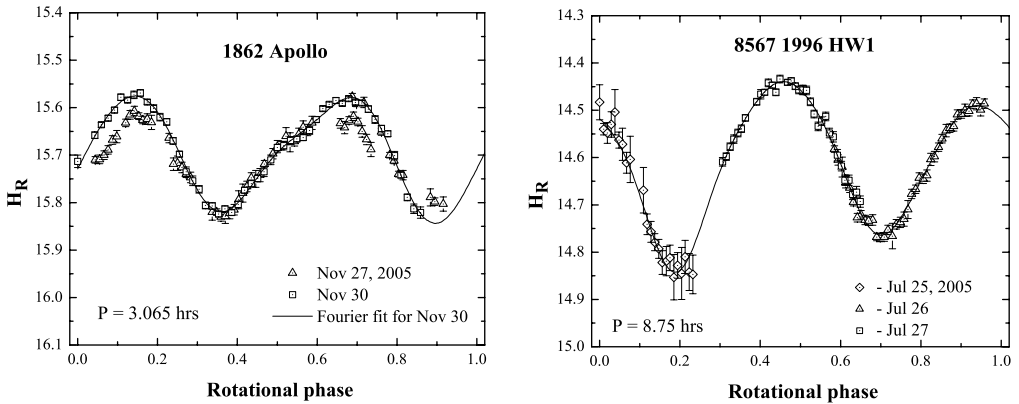 1862 Apollo
15.4
15.5
15.6
15.7
15.8
15.9
16.0
16.1
H_R
Nov 27, 2005
Nov 30
Fourier fit for Nov 30
P = 3.065 hrs
0.0 0.2 0.4 0.6 0.8 1.0
Rotational phase
8567 1996 HW1
14.3
14.4
14.5
14.6
14.7
14.8
14.9
15.0
H_R
- Jul 25, 2005
- Jul 26
- Jul 27
P = 8.75 hrs
0.0 0.2 0.4 0.6 0.8 1.0
Rotational phase